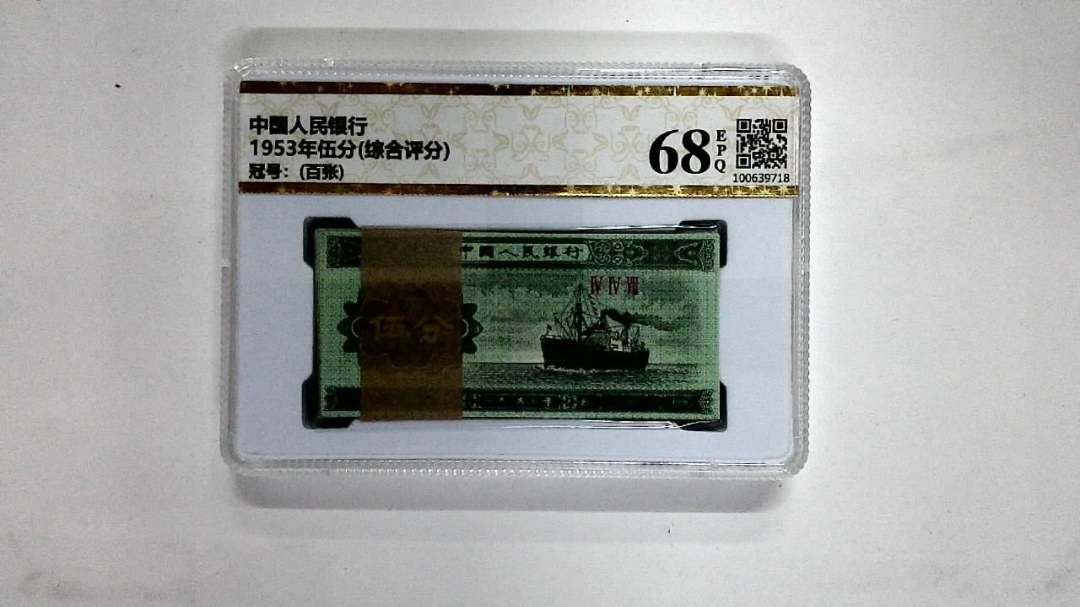 中国人民银行
1953年伍分(综合评分)
冠号：(百张)
68
EPQ
100639718
中國人民銀行
IV IV VII
伍分